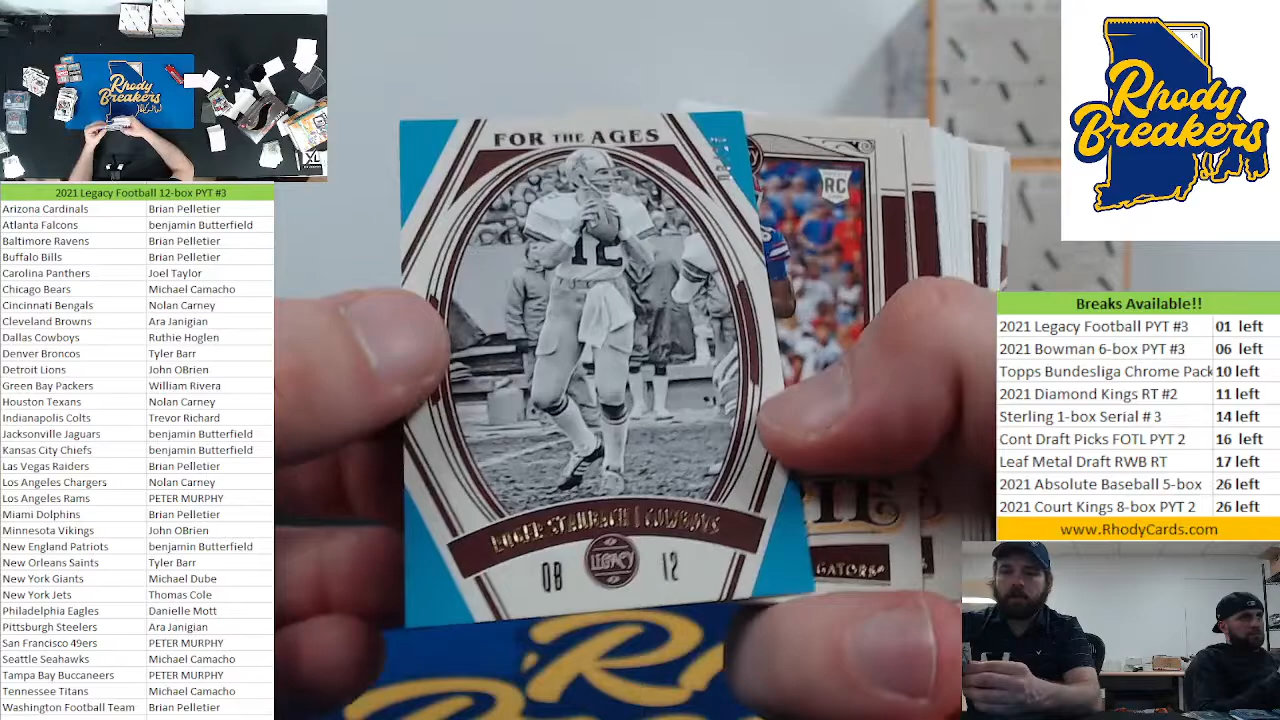 Rhody
Breakers
2021 Legacy Football 12-box PYT #3
Arizona Cardinals Brian Pelletier
Atlanta Falcons benjamin Butterfield
Baltimore Ravens Brian Pelletier
Buffalo Bills Brian Pelletier
Carolina Panthers Joel Taylor
Chicago Bears Michael Camacho
Cincinnati Bengals Nolan Carney
Cleveland Browns Ara Janigian
Dallas Cowboys Ruthie Hoglen
Denver Broncos Tyler Barr
Detroit Lions John OBrien
Green Bay Packers William Rivera
Houston Texans Nolan Carney
Indianapolis Colts Trevor Richard
Jacksonville Jaguars benjamin Butterfield
Kansas City Chiefs benjamin Butterfield
Las Vegas Raiders Brian Pelletier
Los Angeles Chargers Nolan Carney
Los Angeles Rams PETER MURPHY
Miami Dolphins Brian Pelletier
Minnesota Vikings John OBrien
New England Patriots benjamin Butterfield
New Orleans Saints Tyler Barr
New York Giants Michael Dube
New York Jets Thomas Cole
Philadelphia Eagles Danielle Mott
Pittsburgh Steelers Ara Janigian
San Francisco 49ers PETER MURPHY
Seattle Seahawks Michael Camacho
Tampa Bay Buccaneers PETER MURPHY
Tennessee Titans Michael Camacho
Washington Football Team Brian Pelletier
FOR THE AGES
12
ROGER STAUBACH | COWBOYS
08 LEGACY 12
RC
GATORS
Rhody
Breakers
Breaks Available!!
2021 Legacy Football PYT #3 01 left
2021 Bowman 6-box PYT #3 06 left
Topps Bundesliga Chrome Pack 10 left
2021 Diamond Kings RT #2 11 left
Sterling 1-box Serial # 3 14 left
Cont Draft Picks FOTL PYT 2 16 left
Leaf Metal Draft RWB RT 17 left
2021 Absolute Baseball 5-box 26 left
2021 Court Kings 8-box PYT 2 26 left
www.RhodyCards.com